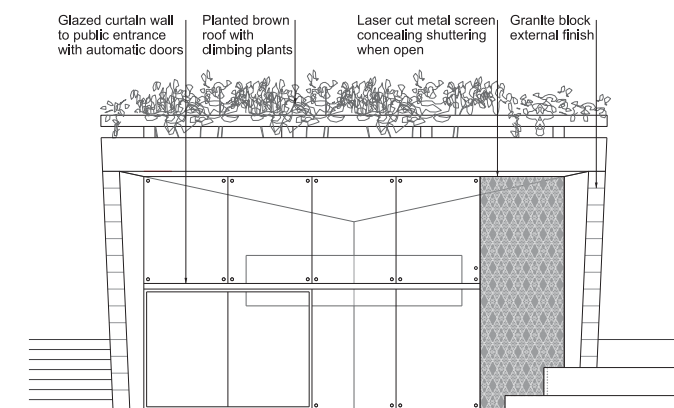 Glazed curtain wall
to public entrance
with automatic doors
Planted brown
roof with
climbing plants
Laser cut metal screen
concealing shuttering
when open
Granite block
external finish